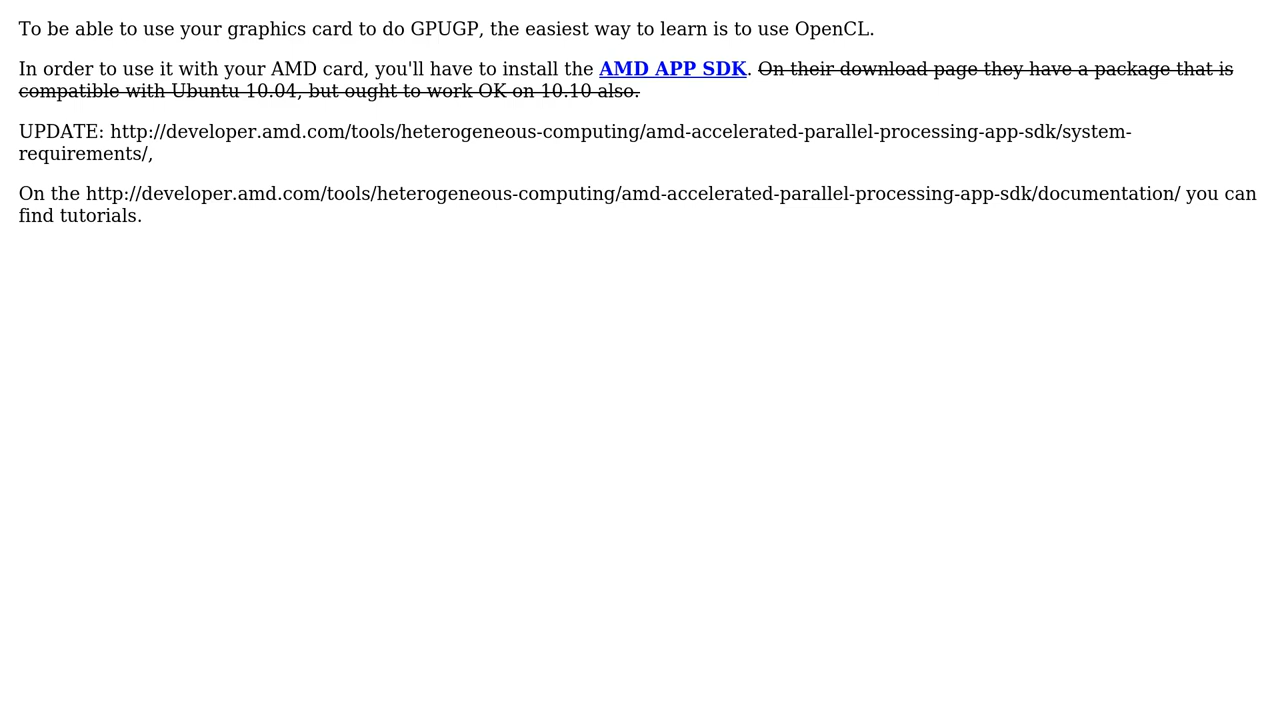 To be able to use your graphics card to do GPUGP, the easiest way to learn is to use OpenCL.
In order to use it with your AMD card, you'll have to install the AMD APP SDK. On their download page they have a package that is
compatible with Ubuntu 10.04, but ought to work OK on 10.10 also.
UPDATE: http://developer.amd.com/tools/heterogeneous-computing/amd-accelerated-parallel-processing-app-sdk/system-
requirements/,
On the http://developer.amd.com/tools/heterogeneous-computing/amd-accelerated-parallel-processing-app-sdk/documentation/ you can
find tutorials.